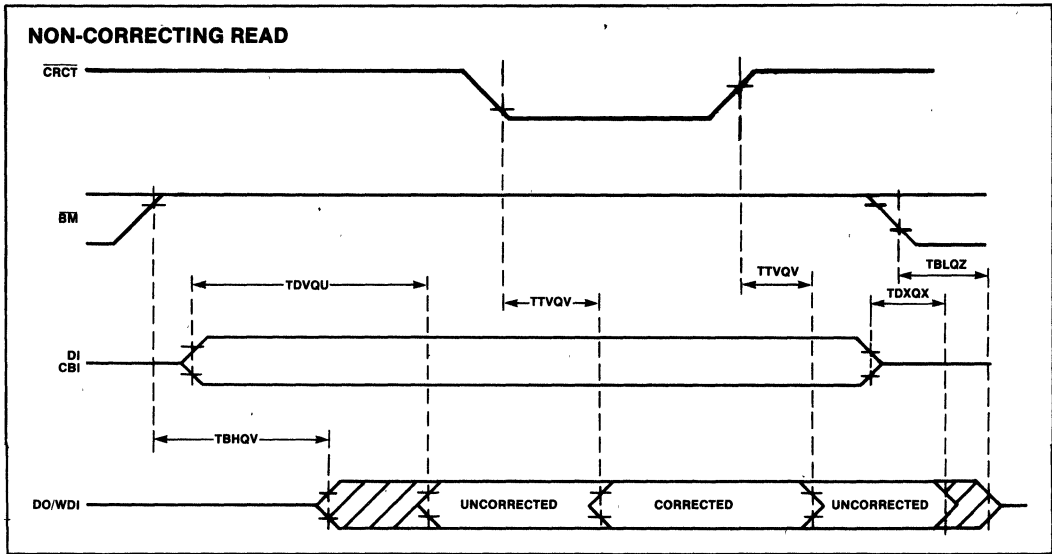 NON-CORRECTING READ
CRCT
BM
TBLQZ
TDVQU
TTVQV
TTVQV
TDXQX
DI
CBI
TBHQV
DO/WDI
UNCORRECTED
CORRECTED
UNCORRECTED